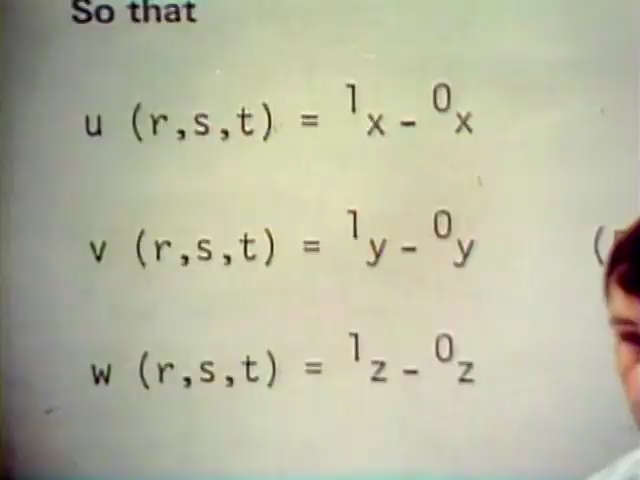 So that
u (r,s,t) = ¹x - ⁰x
v (r,s,t) = ¹y - ⁰y (
w (r,s,t) = ¹z - ⁰z